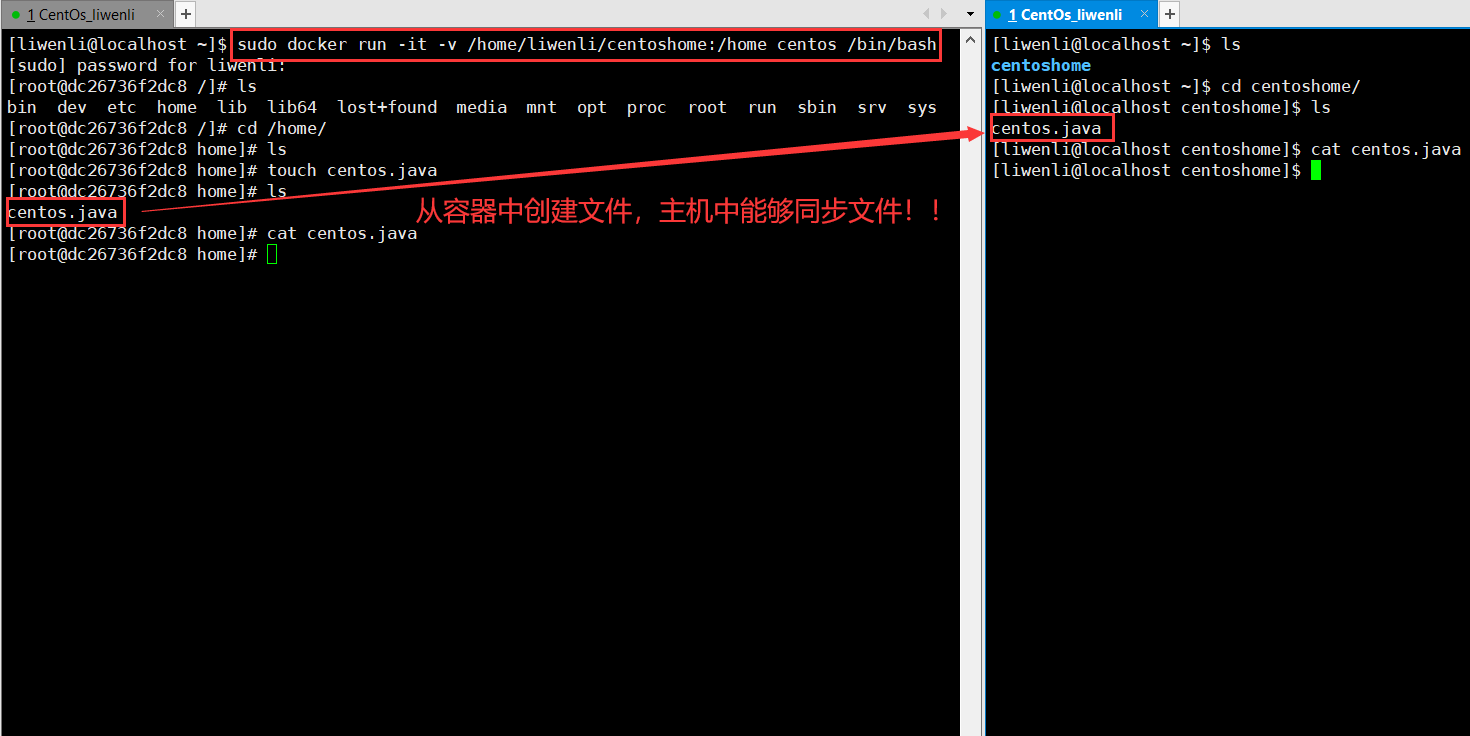 1 CentOs_liwenli × +
[liwenli@localhost ~]$ sudo docker run -it -v /home/liwenli/centoshome:/home centos /bin/bash
[sudo] password for liwenli:
[root@dc26736f2dc8 /]# ls
bin dev etc home lib lib64 lost+found media mnt opt proc root run sbin srv sys
[root@dc26736f2dc8 /]# cd /home/
[root@dc26736f2dc8 home]# ls
[root@dc26736f2dc8 home]# touch centos.java
[root@dc26736f2dc8 home]# ls
centos.java
从容器中创建文件，主机中能够同步文件！！
[root@dc26736f2dc8 home]# cat centos.java
[root@dc26736f2dc8 home]#
1 CentOs_liwenli × +
[liwenli@localhost ~]$ ls
centoshome
[liwenli@localhost ~]$ cd centoshome/
[liwenli@localhost centoshome]$ ls
centos.java
[liwenli@localhost centoshome]$ cat centos.java
[liwenli@localhost centoshome]$